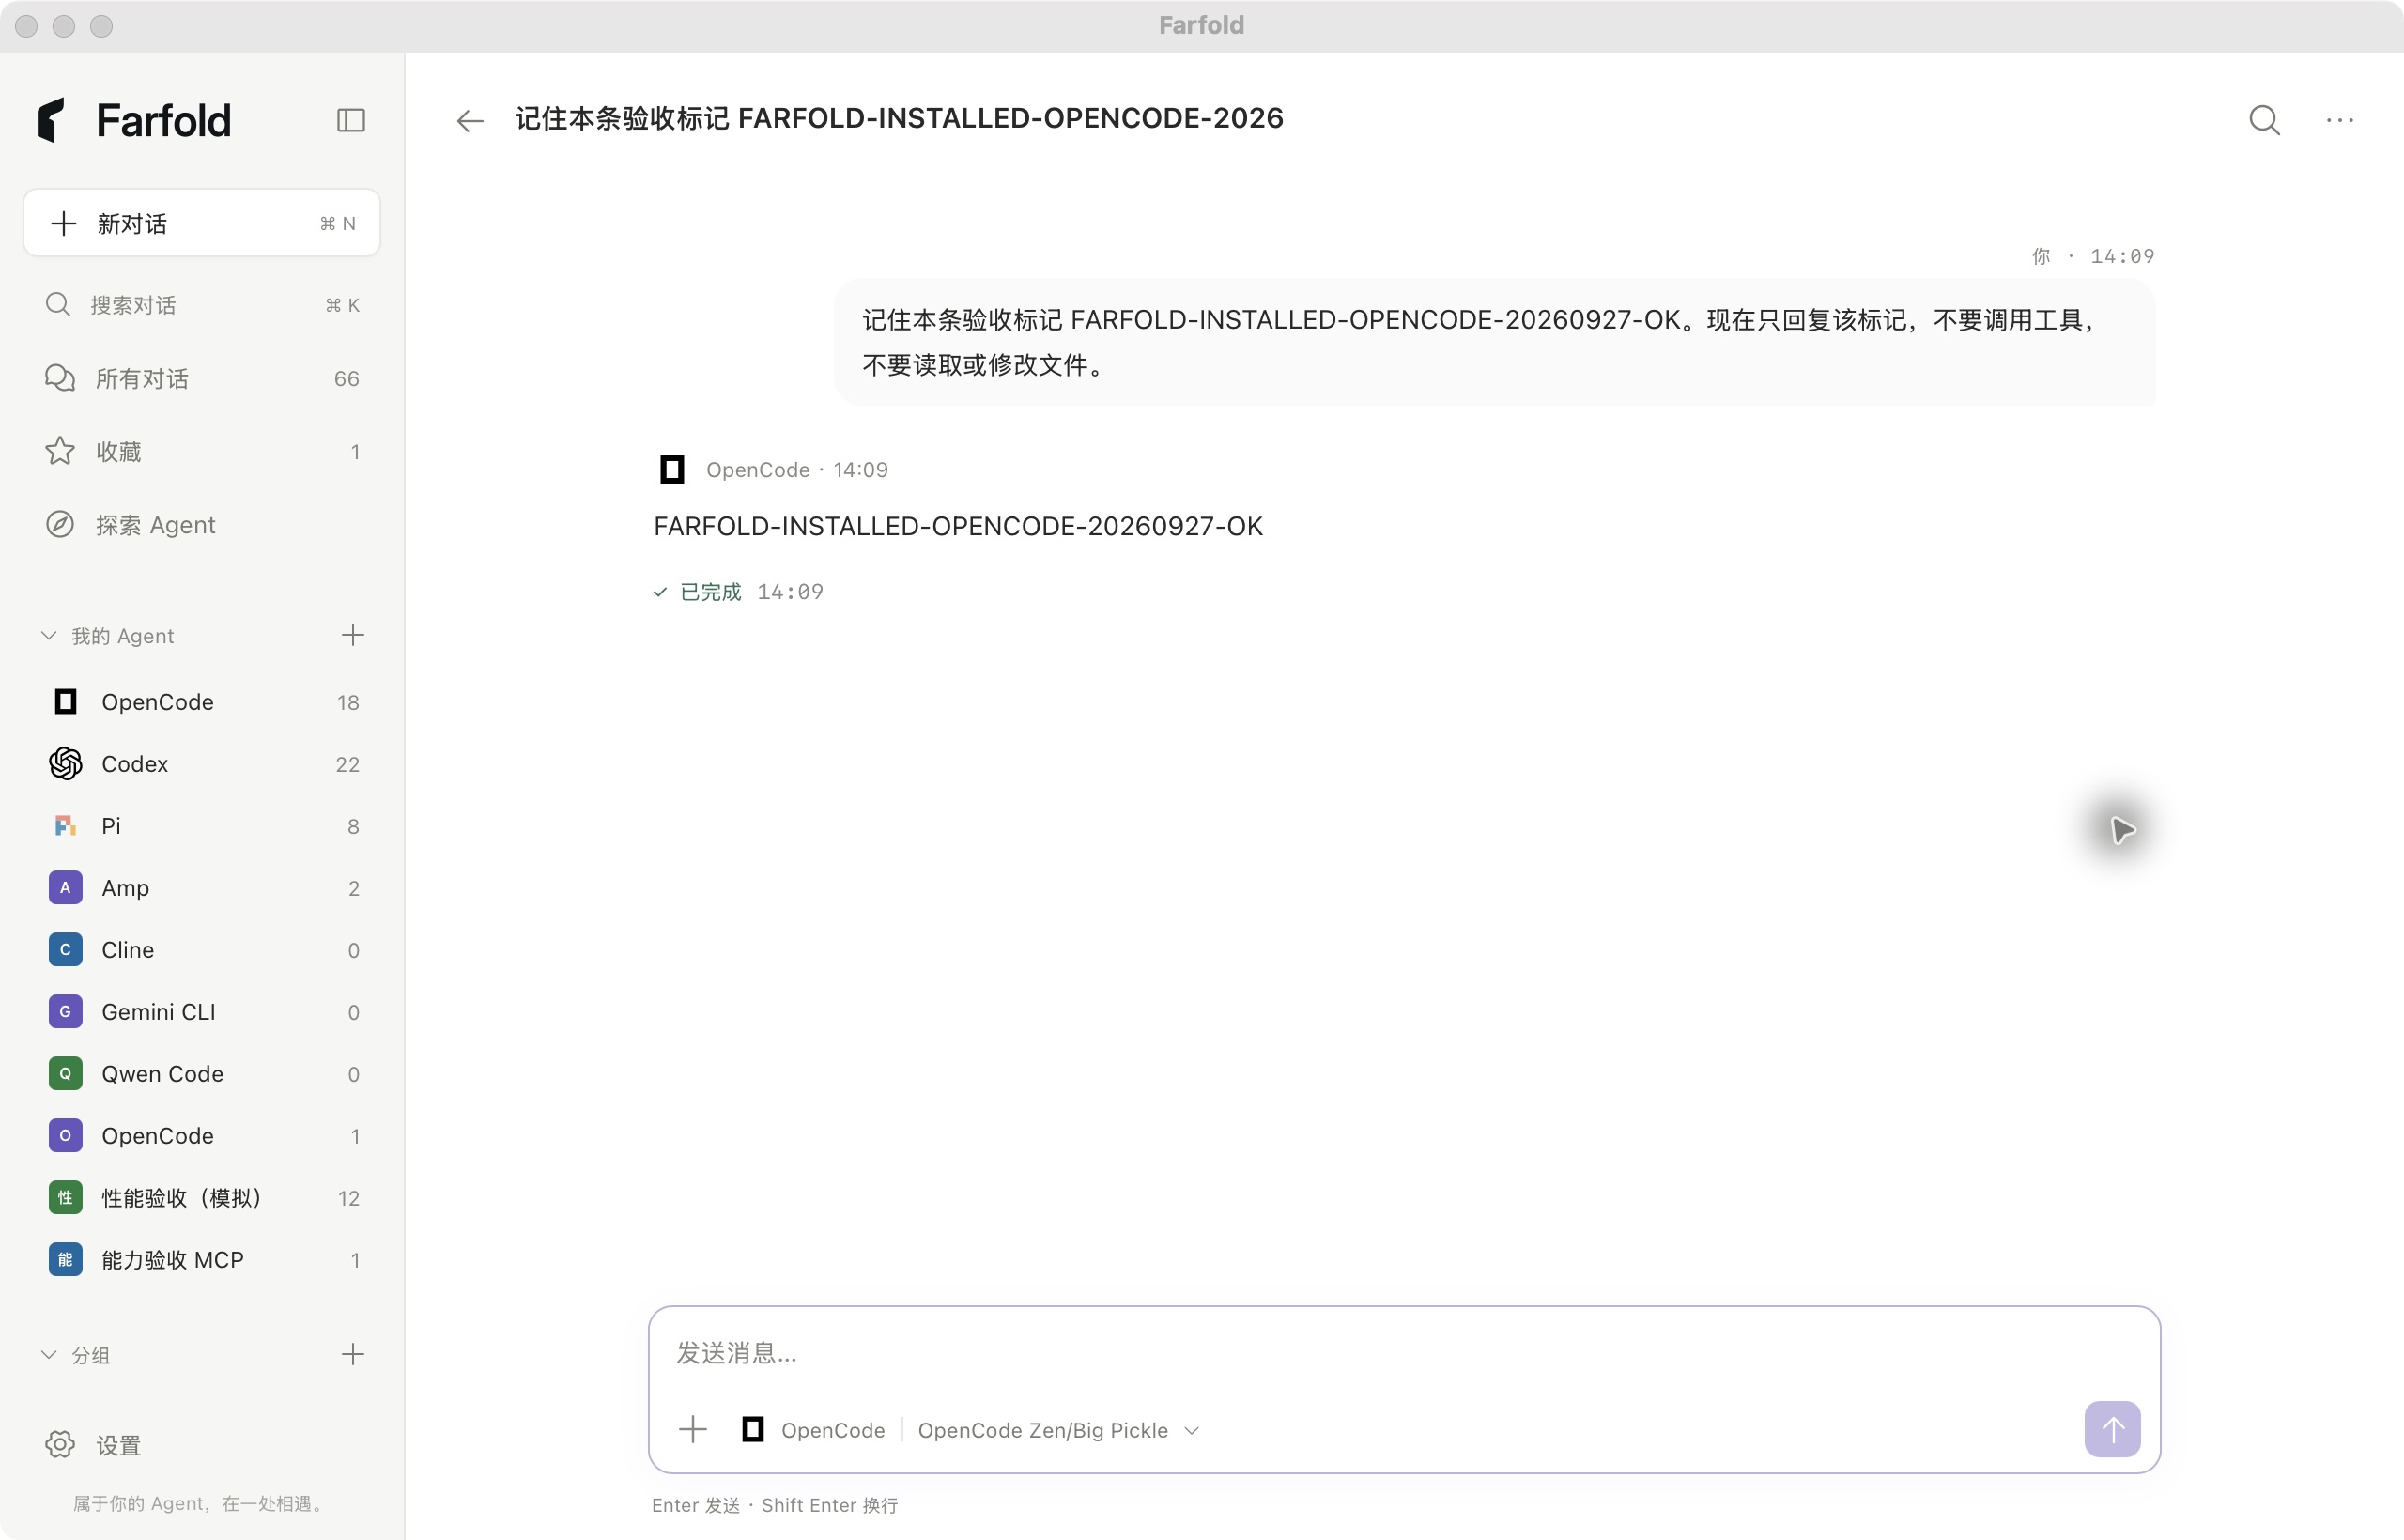 Farfold
Farfold
新对话 ⌘ N
搜索对话 ⌘ K
所有对话 66
收藏 1
探索 Agent
我的 Agent
OpenCode 18
Codex 22
Pi 8
A Amp 2
C Cline 0
G Gemini CLI 0
Q Qwen Code 0
O OpenCode 1
性 性能验收（模拟） 12
能 能力验收 MCP 1
分组
设置
属于你的 Agent，在一处相遇。
记住本条验收标记 FARFOLD-INSTALLED-OPENCODE-2026
你 · 14:09
记住本条验收标记 FARFOLD-INSTALLED-OPENCODE-20260927-OK。现在只回复该标记，不要调用工具，
不要读取或修改文件。
OpenCode · 14:09
FARFOLD-INSTALLED-OPENCODE-20260927-OK
已完成 14:09
发送消息...
OpenCode OpenCode Zen/Big Pickle
Enter 发送 · Shift Enter 换行